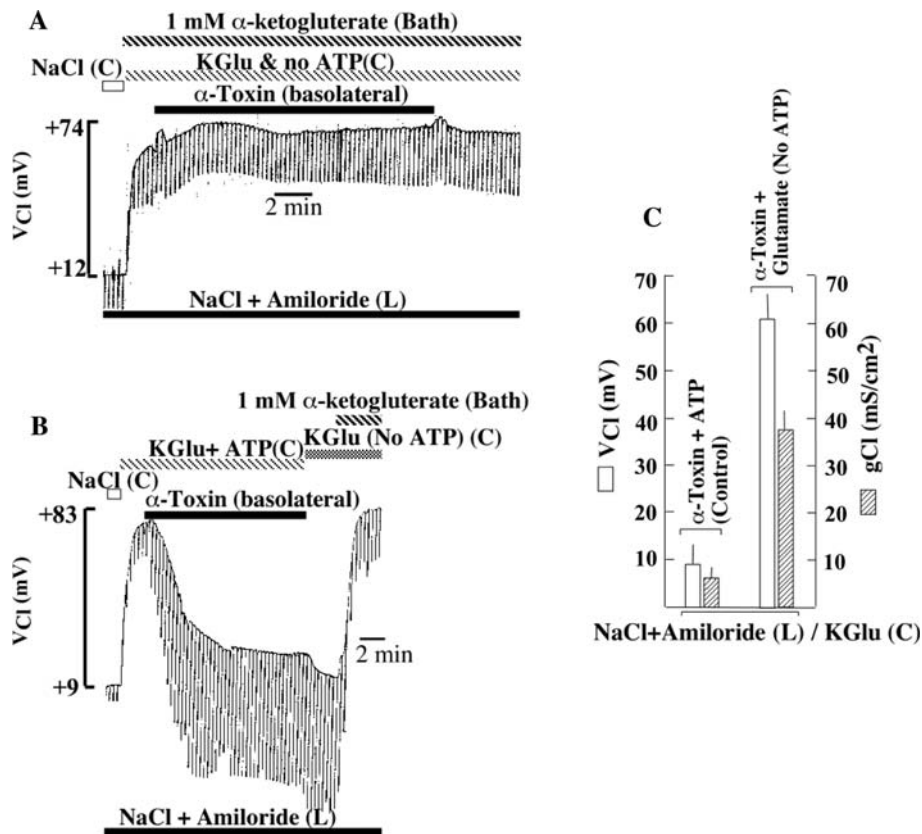 A
1 mM α-ketogluterate (Bath)
NaCl (C)
KGlu & no ATP(C)
α-Toxin (basolateral)
+74
VCl (mV)
2 min
+12
NaCl + Amiloride (L)
B
1 mM α-ketogluterate (Bath)
KGlu (No ATP) (C)
KGlu+ ATP(C)
NaCl (C)
α-Toxin (basolateral)
+83
VCl (mV)
2 min
+9
NaCl + Amiloride (L)
C
α-Toxin +
Glutamate (No ATP)
α-Toxin + ATP
(Control)
70
60
50
40
30
20
10
VCl (mV)
70
60
50
40
30
20
10
gCl (mS/cm2)
NaCl+Amiloride (L) / KGlu (C)